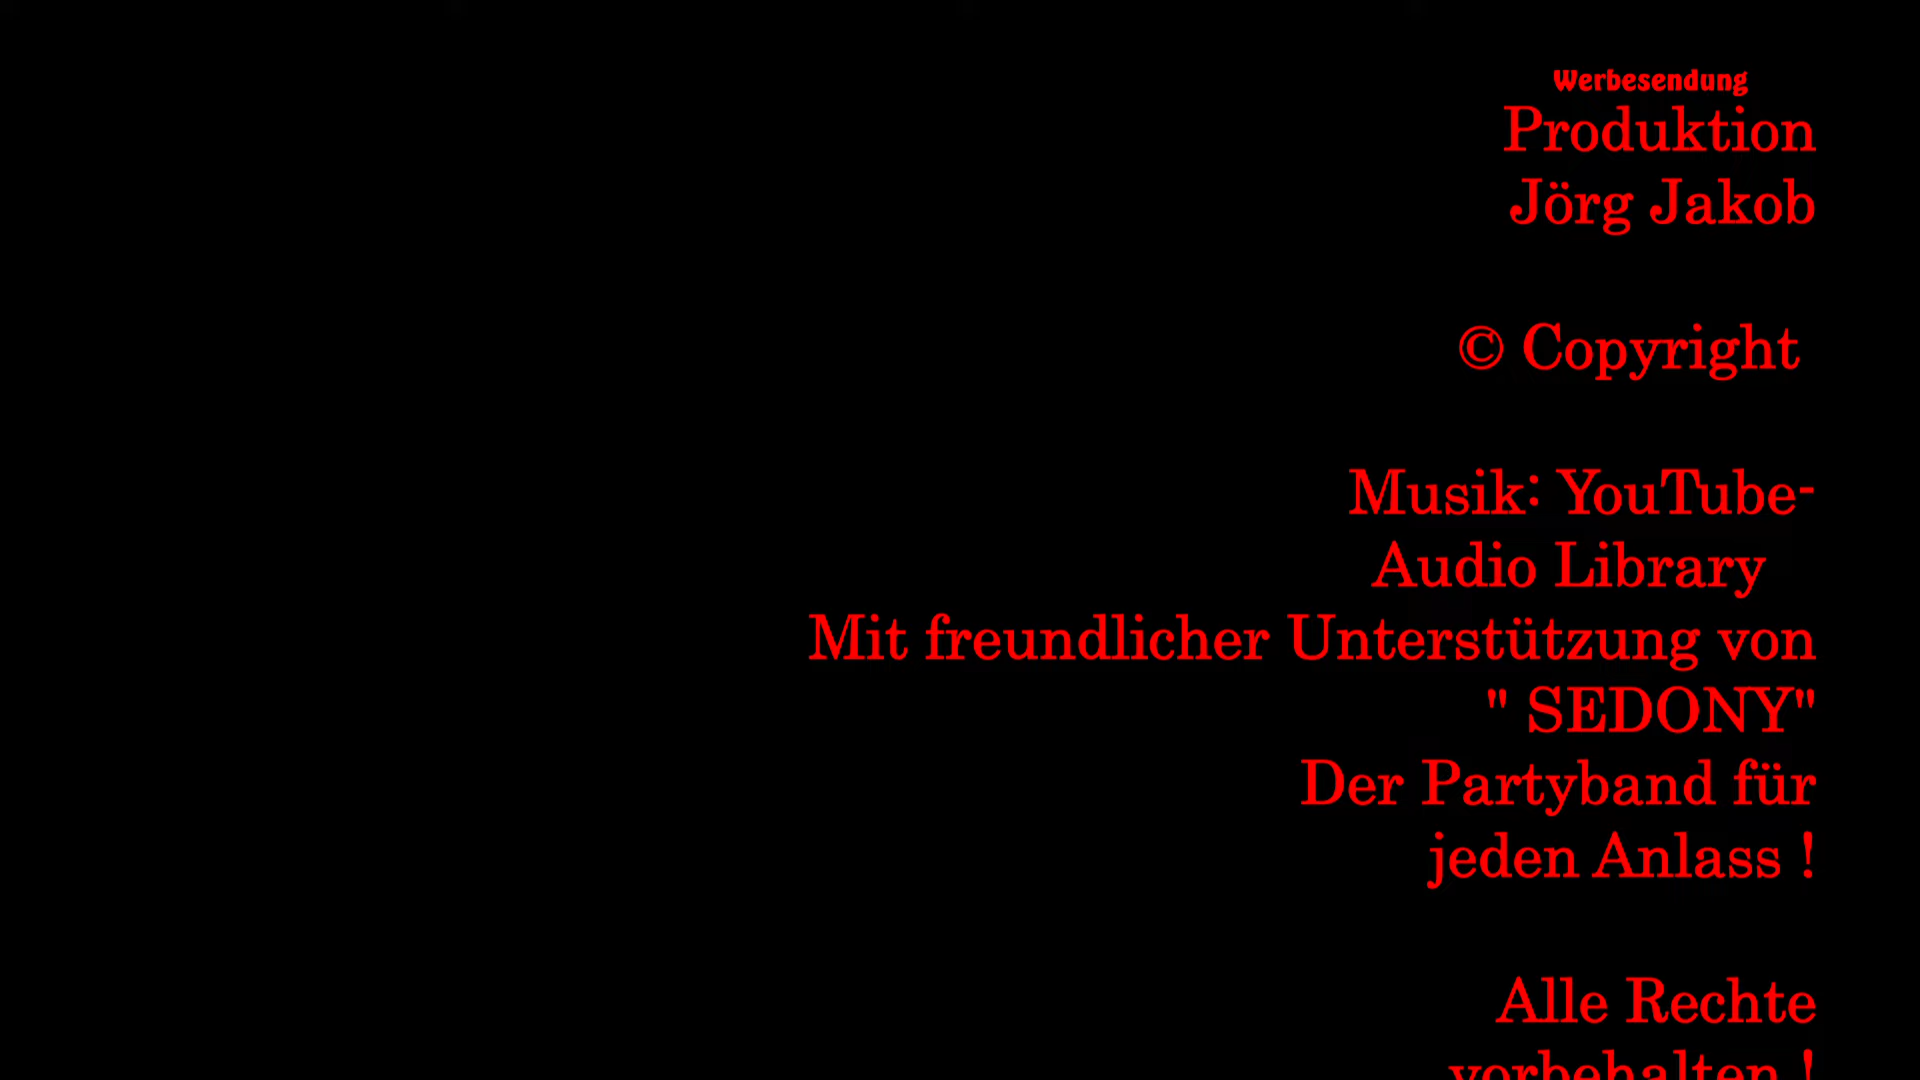 Werbesendung
Produktion
Jörg Jakob
© Copyright
Musik: YouTube-
Audio Library
Mit freundlicher Unterstützung von
" SEDONY"
Der Partyband für
jeden Anlass !
Alle Rechte
vorbehalten !